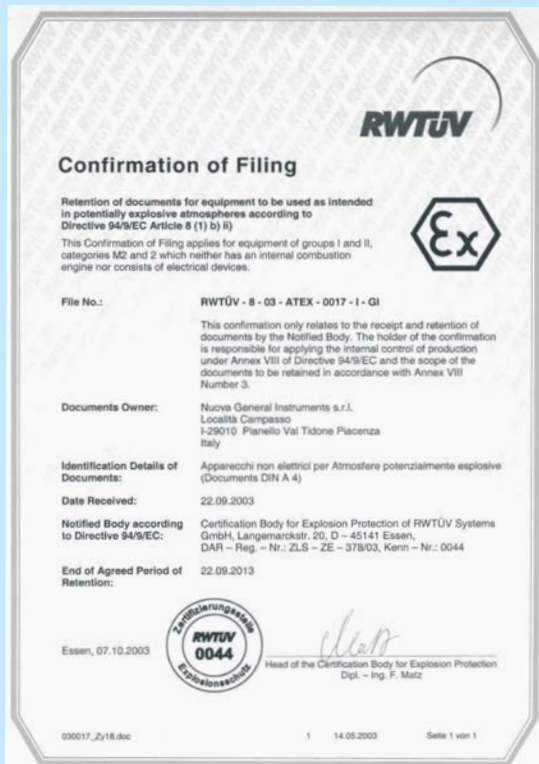 RWTÜV
Confirmation of Filing
Retention of documents for equipment to be used as intended
in potentially explosive atmospheres according to
Directive 94/9/EC Article 8 (1) b) ii)
This Confirmation of Filing applies for equipment of groups I and II,
categories M2 and 2 which neither has an internal combustion
engine nor consists of electrical devices.
Ex
File No.: RWTÜV - 8 - 03 - ATEX - 0017 - I - GI
This confirmation only relates to the receipt and retention of
documents by the Notified Body. The holder of the confirmation
is responsible for applying the internal control of production
under Annex VIII of Directive 94/9/EC and the scope of the
documents to be retained in accordance with Annex VIII
Number 3.
Documents Owner: Nuova General Instruments s.r.l.
Località Campasso
I-29010 Pianello Val Tidone Piacenza
Italy
Identification Details of Documents: Apparecchi non elettrici per Atmosfere potenzialmente esplosive
(Documents DIN A 4)
Date Received: 22.09.2003
Notified Body according to Directive 94/9/EC: Certification Body for Explosion Protection of RWTÜV Systems
GmbH, Langemarckstr. 20, D – 45141 Essen,
DAR – Reg. – Nr.: ZLS – ZE – 378/03, Kenn – Nr.: 0044
End of Agreed Period of Retention: 22.09.2013
Zertifizierungsstelle
RWTÜV
0044
Explosionsschutz
Essen, 07.10.2003
Head of the Certification Body for Explosion Protection
Dipl. – Ing. F. Matz
030017_Zy18.doc 1 14.05.2003 Seite 1 von 1